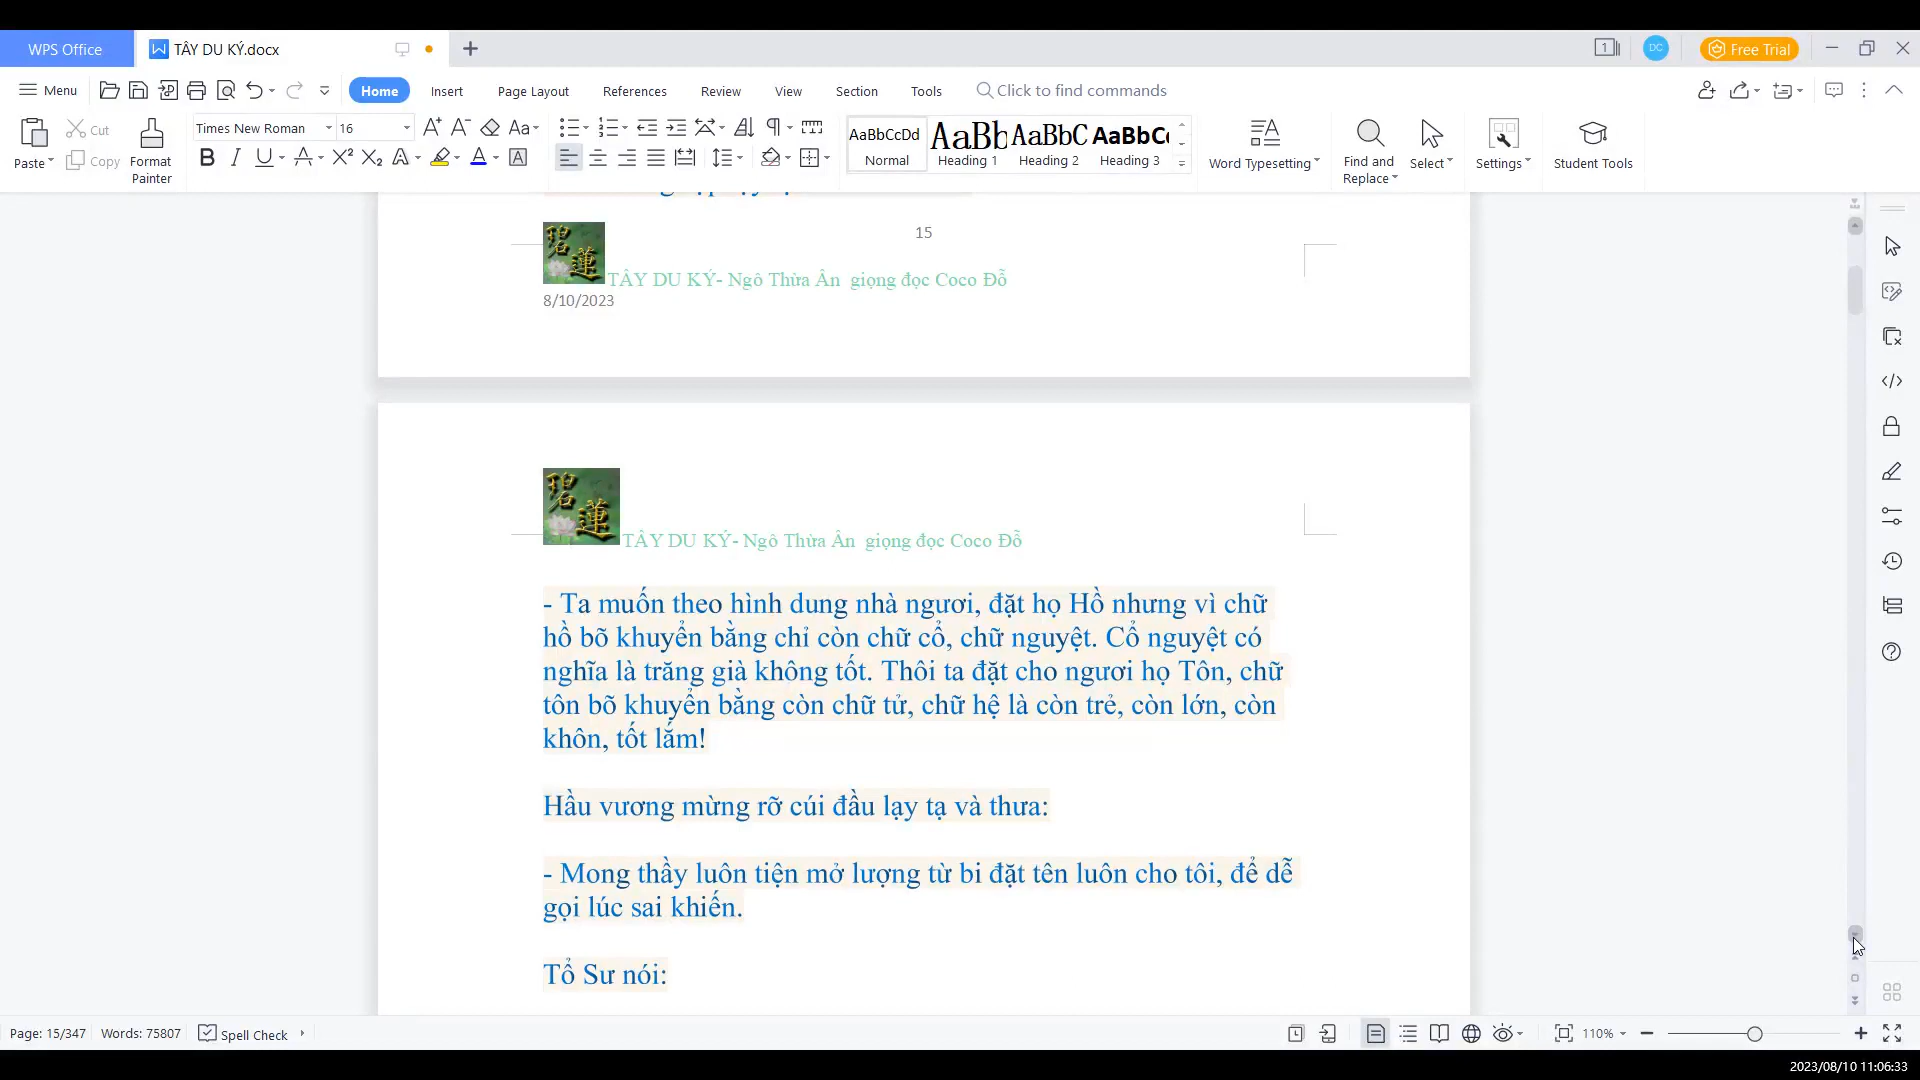 WPS Office
TÂY DU KÝ.docx
1
DC
Free Trial
Menu
Home
Insert
Page Layout
References
Review
View
Section
Tools
Click to find commands
Paste
Cut
Copy
Format Painter
Times New Roman
16
AaBbCcDd
Normal
Heading 1
AaBbC
Heading 2
Heading 3
Word Typesetting
Find and Replace
Select
Settings
Student Tools
15
碧蓮
TÂY DU KÝ- Ngô Thừa Ân giọng đọc Coco Đỗ
8/10/2023
碧蓮
TÂY DU KÝ- Ngô Thừa Ân giọng đọc Coco Đỗ
- Ta muốn theo hình dung nhà ngươi, đặt họ Hồ nhưng vì chữ
hồ bõ khuyển bằng chỉ còn chữ cổ, chữ nguyệt. Cổ nguyệt có
nghĩa là trăng già không tốt. Thôi ta đặt cho ngươi họ Tôn, chữ
tôn bõ khuyển bằng còn chữ tử, chữ hệ là còn trẻ, còn lớn, còn
khôn, tốt lắm!
Hầu vương mừng rỡ cúi đầu lạy tạ và thưa:
- Mong thầy luôn tiện mở lượng từ bi đặt tên luôn cho tôi, để dễ
gọi lúc sai khiến.
Tổ Sư nói:
Page: 15/347
Words: 75807
Spell Check
110%
2023/08/10 11:06:33